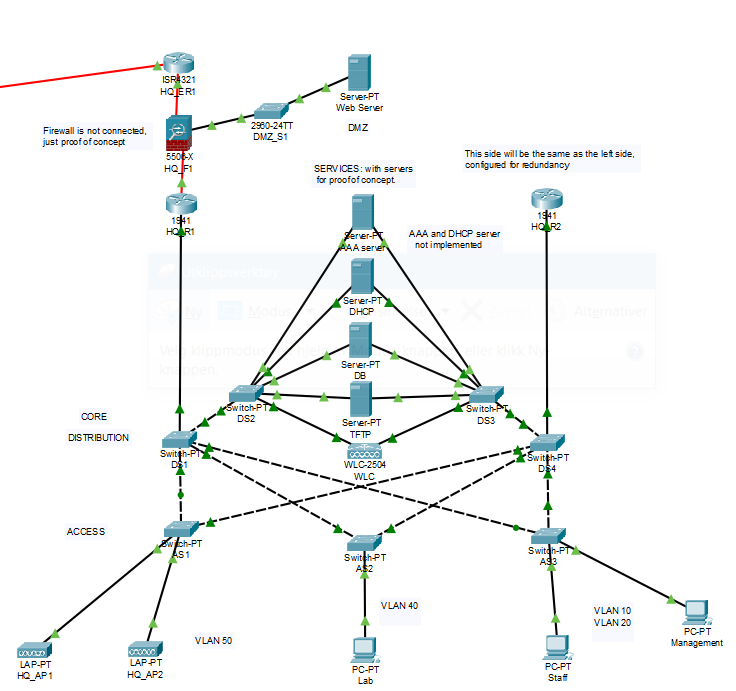 ISR4321
HQ_ER1
Server-PT
Web Server
Firewall is not connected,
just proof of concept
2960-24TT
DMZ_S1
DMZ
5506-X
HQ_F1
SERVICES: with servers
for proof of concept.
This side will be the same as the left side,
configured for redundancy
1941
HQ_R1
1941
HQ_R2
Server-PT
AAA server
AAA and DHCP server
not implemented
Server-PT
DHCP
Server-PT
DB
Switch-PT
DS2
Switch-PT
DS3
Server-PT
TFTP
CORE
DISTRIBUTION
Switch-PT
DS1
WLC-2504
WLC
Switch-PT
DS4
ACCESS
Switch-PT
AS1
Switch-PT
AS2
Switch-PT
AS3
VLAN 40
VLAN 10
VLAN 20
VLAN 50
LAP-PT
HQ_AP1
LAP-PT
HQ_AP2
PC-PT
Lab
PC-PT
Staff
PC-PT
Management